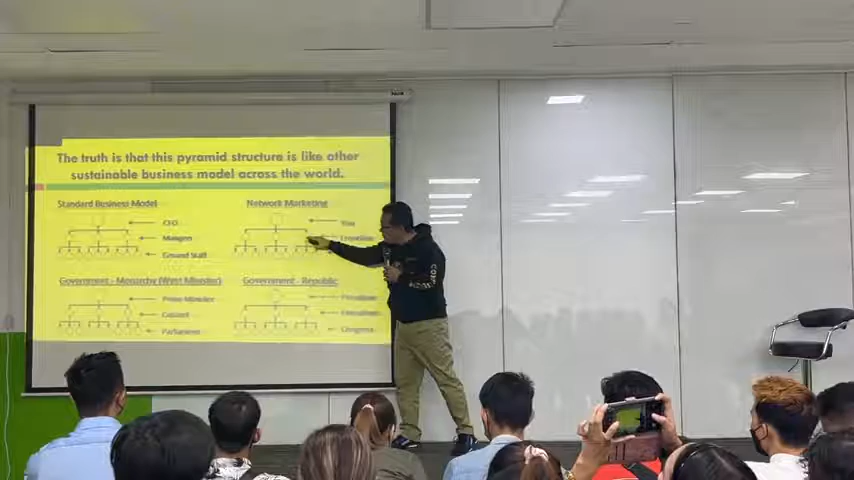 The truth is that this pyramid structure is like other
sustainable business model across the world.
Standard Business Model
Network Marketing
CEO
Managers
Ground Staff
You
Government - Monarchy (West Minister)
Government - Republic
Prime Minister
Cabinet
Parliament
President
Congress